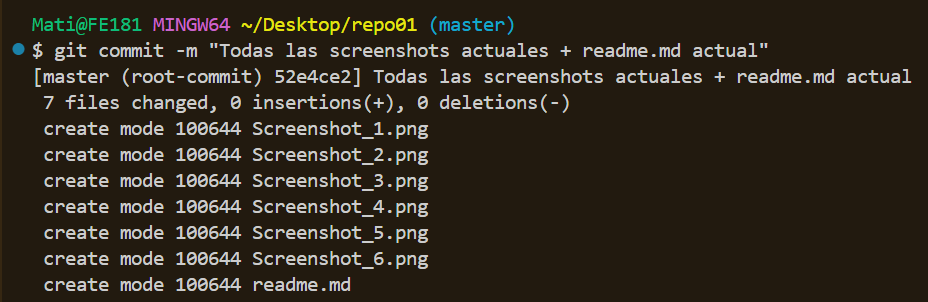 Mati@FE181 MINGW64 ~/Desktop/repo01 (master)
$ git commit -m "Todas las screenshots actuales + readme.md actual"
[master (root-commit) 52e4ce2] Todas las screenshots actuales + readme.md actual
 7 files changed, 0 insertions(+), 0 deletions(-)
 create mode 100644 Screenshot_1.png
 create mode 100644 Screenshot_2.png
 create mode 100644 Screenshot_3.png
 create mode 100644 Screenshot_4.png
 create mode 100644 Screenshot_5.png
 create mode 100644 Screenshot_6.png
 create mode 100644 readme.md